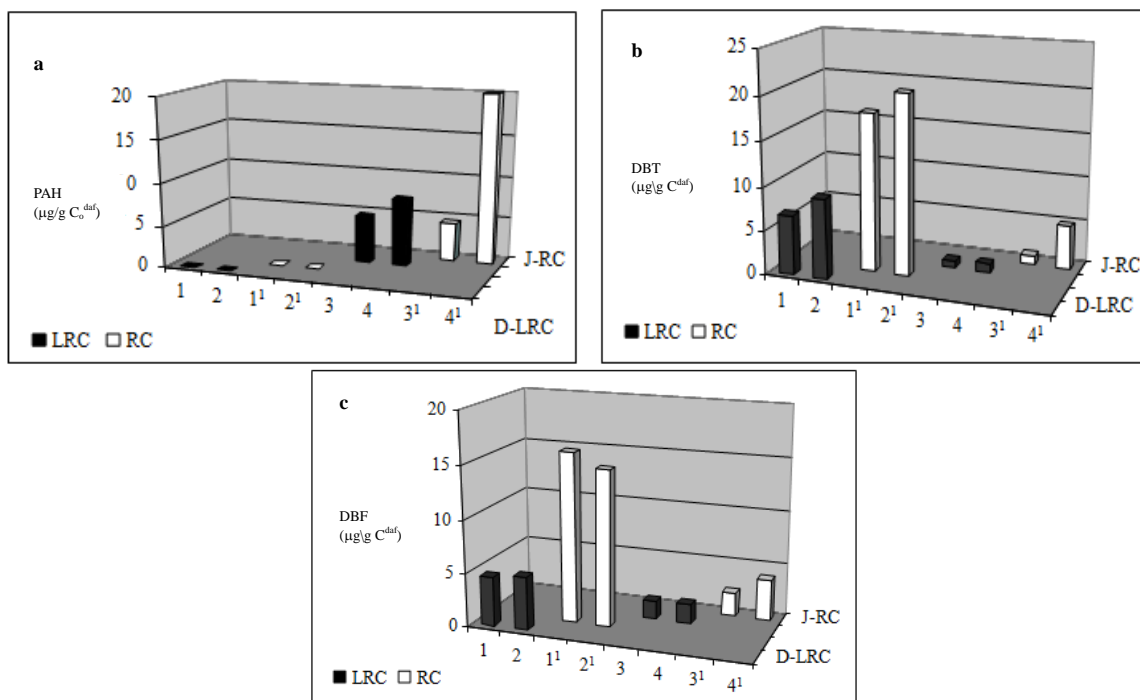 a
20
15
0
5
0
PAH
(µg/g C₀ᵈᵃᶠ)
1 2 1¹ 2¹ 3 4 3¹ 4¹
J-RC
D-LRC
LRC RC
b
25
20
15
10
5
0
DBT
(µg\g Cᵈᵃᶠ)
1 2 1¹ 2¹ 3 4 3¹ 4¹
J-RC
D-LRC
LRC RC
c
20
15
10
5
0
DBF
(µg\g Cᵈᵃᶠ)
1 2 1¹ 2¹ 3 4 3¹ 4¹
J-RC
D-LRC
LRC RC